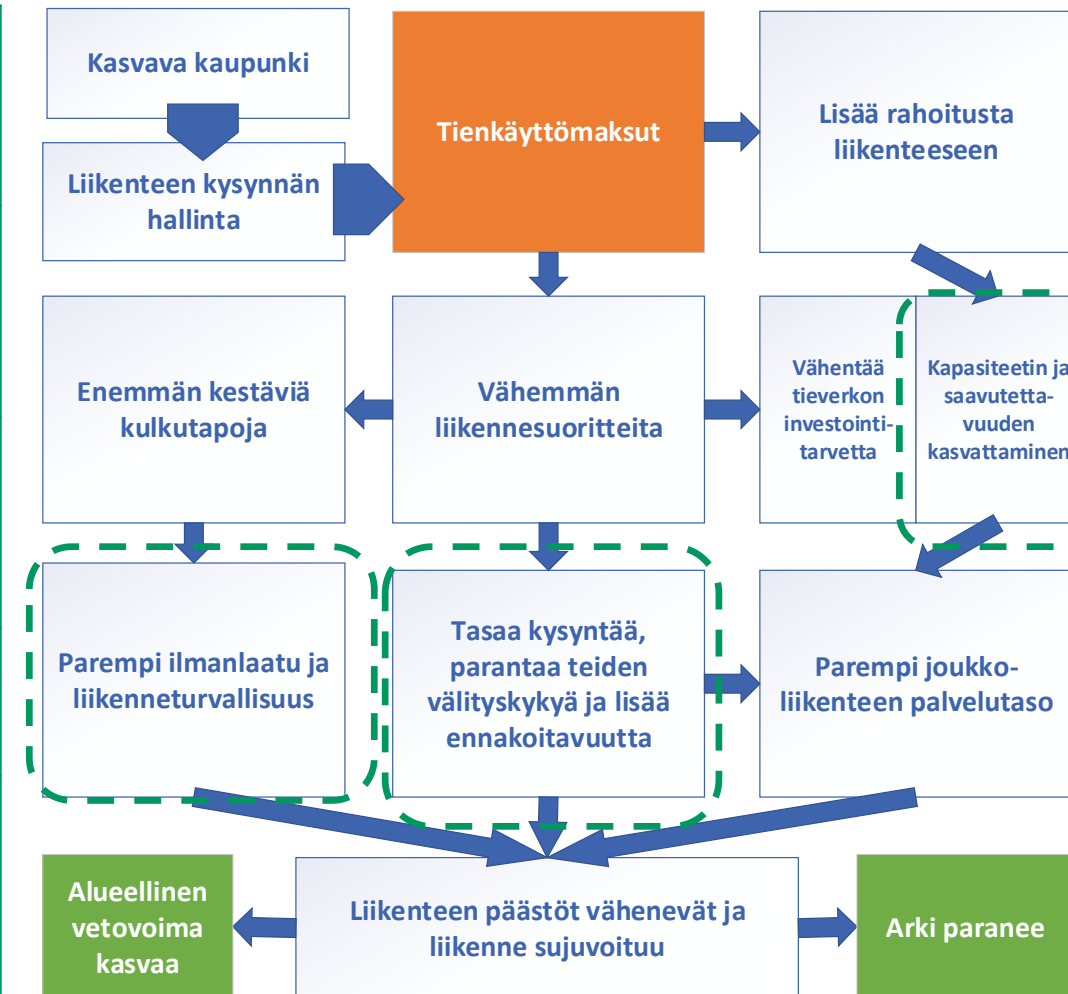 Kasvava kaupunki
Liikenteen kysynnän
hallinta
Tienkäyttömaksut
Lisää rahoitusta
liikenteeseen
Enemmän kestäviä
kulkutapoja
Vähemmän
liikennesuoritteita
Vähentää
tieverkon
investointi-
tarvetta
Kapasiteetin ja
saavutetta-
vuuden
kasvattaminen
Parempi ilmanlaatu ja
liikenneturvallisuus
Tasaa kysyntää,
parantaa teiden
välityskykyä ja lisää
ennakoitavuutta
Parempi joukko-
liikenteen palvelutaso
Alueellinen
vetovoima
kasvaa
Liikenteen päästöt vähenevät ja
liikenne sujuvoituu
Arki paranee